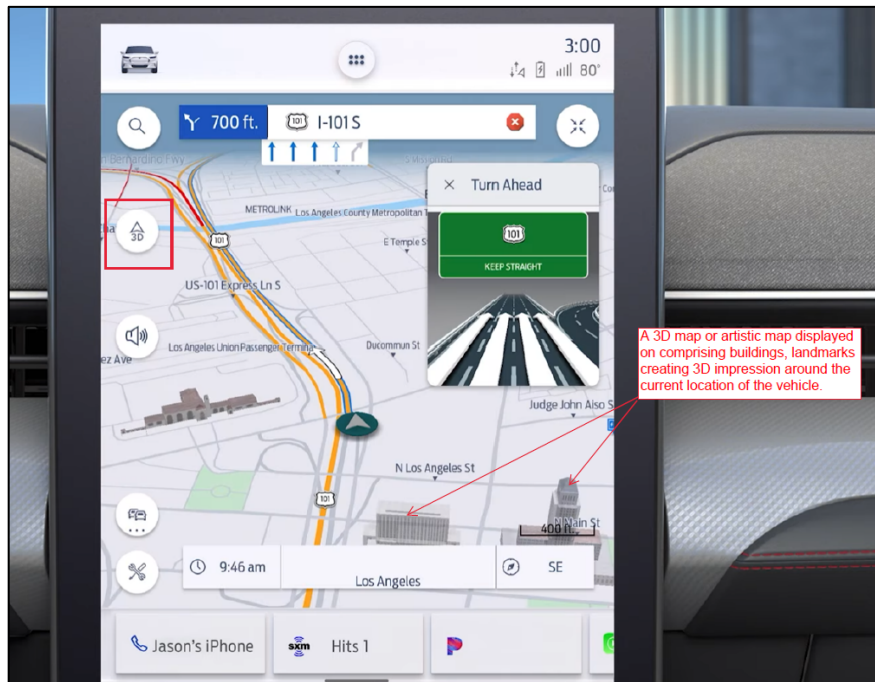 3:00
80°
700 ft.
101
I-101 S
Bernardino Fwy
Turn Ahead
101
KEEP STRAIGHT
3D
METROLINK
Los Angeles County Metropolitan T
E Temple S
101
US-101 Express Ln S
Los Angeles Union Passenger Terminal
Ducommun St
ez Ave
A 3D map or artistic map displayed
on comprising buildings, landmarks
creating 3D impression around the
current location of the vehicle.
Judge John Aiso S
N Los Angeles St
101
N Main St
400 ft.
9:46 am
Los Angeles
SE
Jason's iPhone
sxm
Hits 1